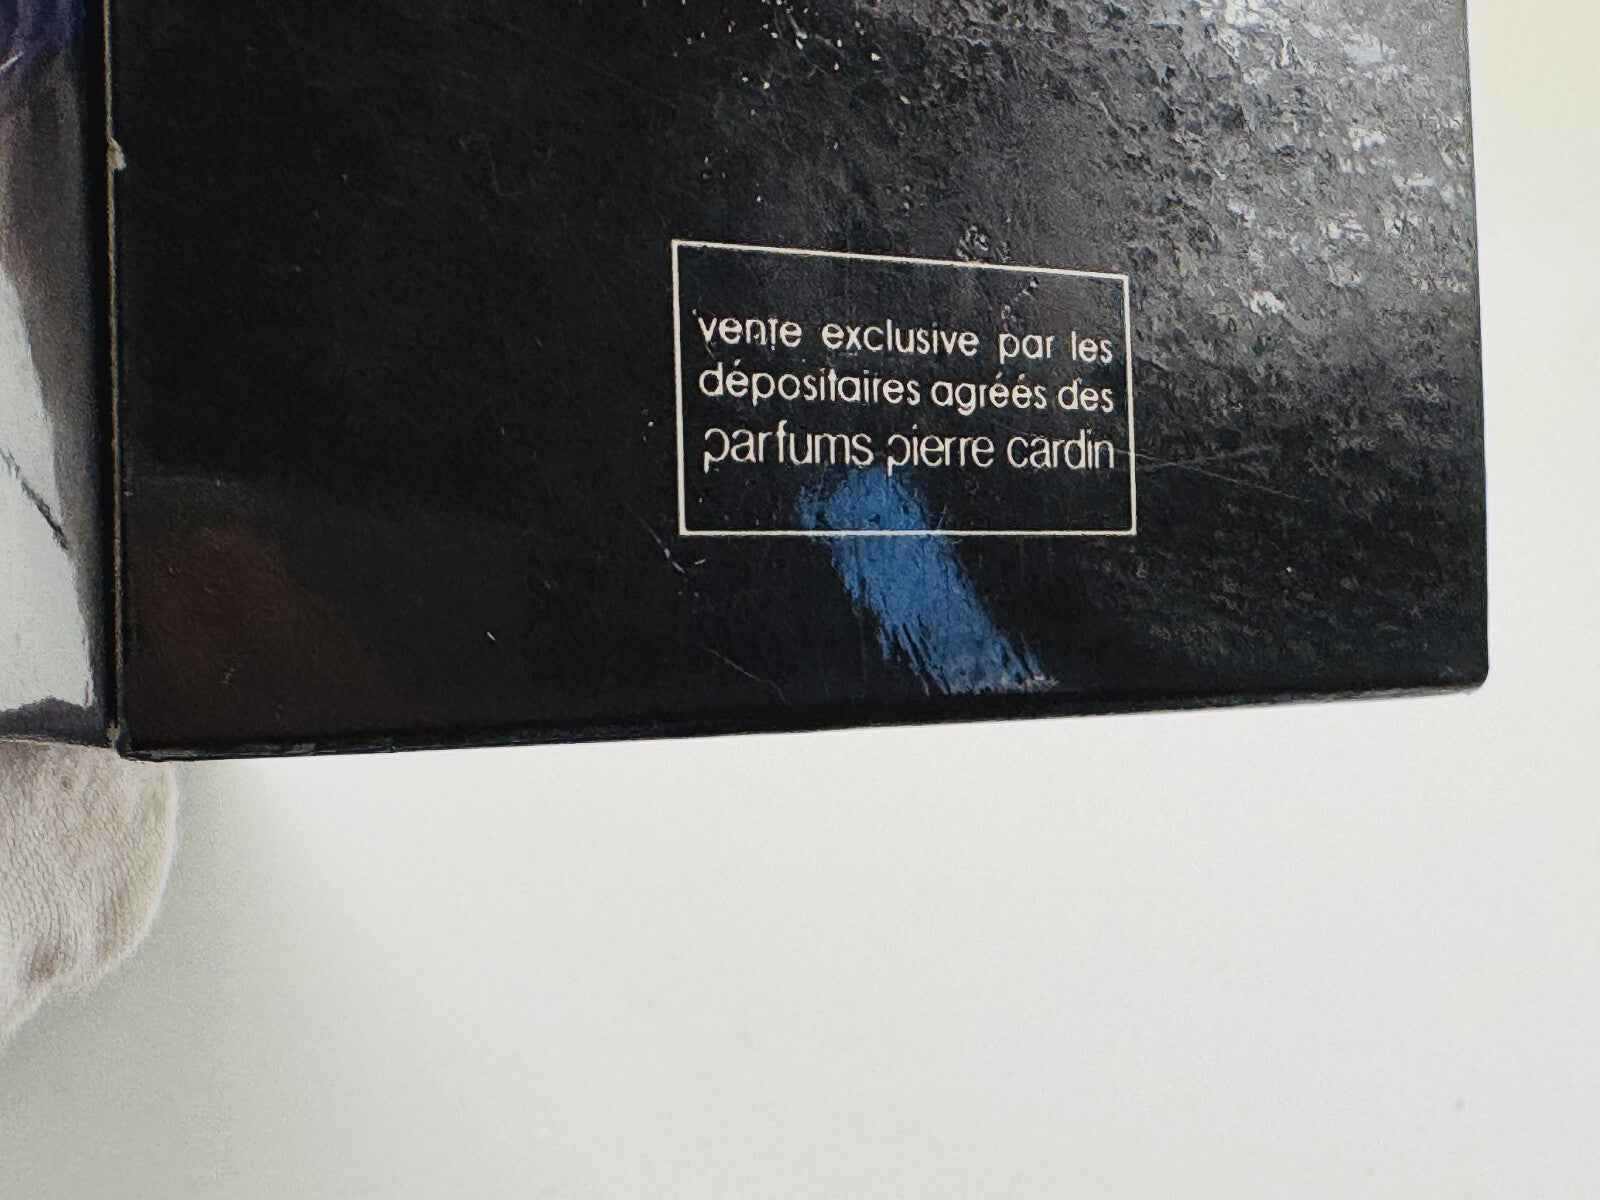 vente exclusive par les
dépositaires agréés des
parfums pierre cardin